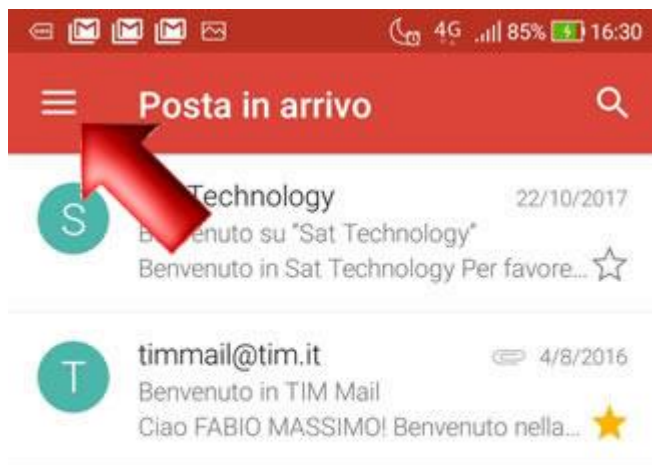 4G 85% 16:30
Posta in arrivo
S Technology 22/10/2017
su "Sat Technology"
Benvenuto in Sat Technology Per favore...
T timmail@tim.it 4/8/2016
Benvenuto in TIM Mail
Ciao FABIO MASSIMO! Benvenuto nella...